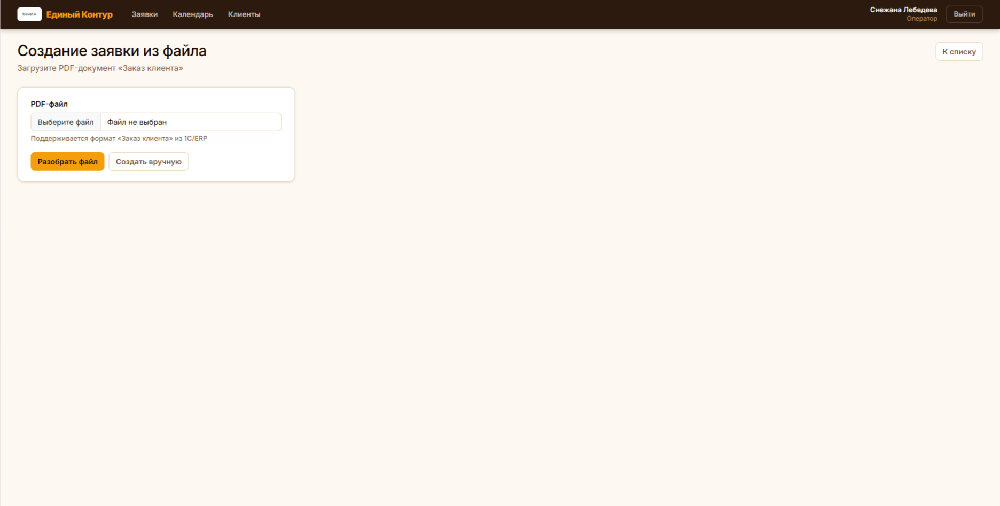 biovet-k
Единый Контур
Заявки
Календарь
Клиенты
Снежана Лебедева
Оператор
Выйти
Создание заявки из файла
К списку
Загрузите PDF-документ «Заказ клиента»
PDF-файл
Выберите файл
Файл не выбран
Поддерживается формат «Заказ клиента» из 1С/ERP
Разобрать файл
Создать вручную